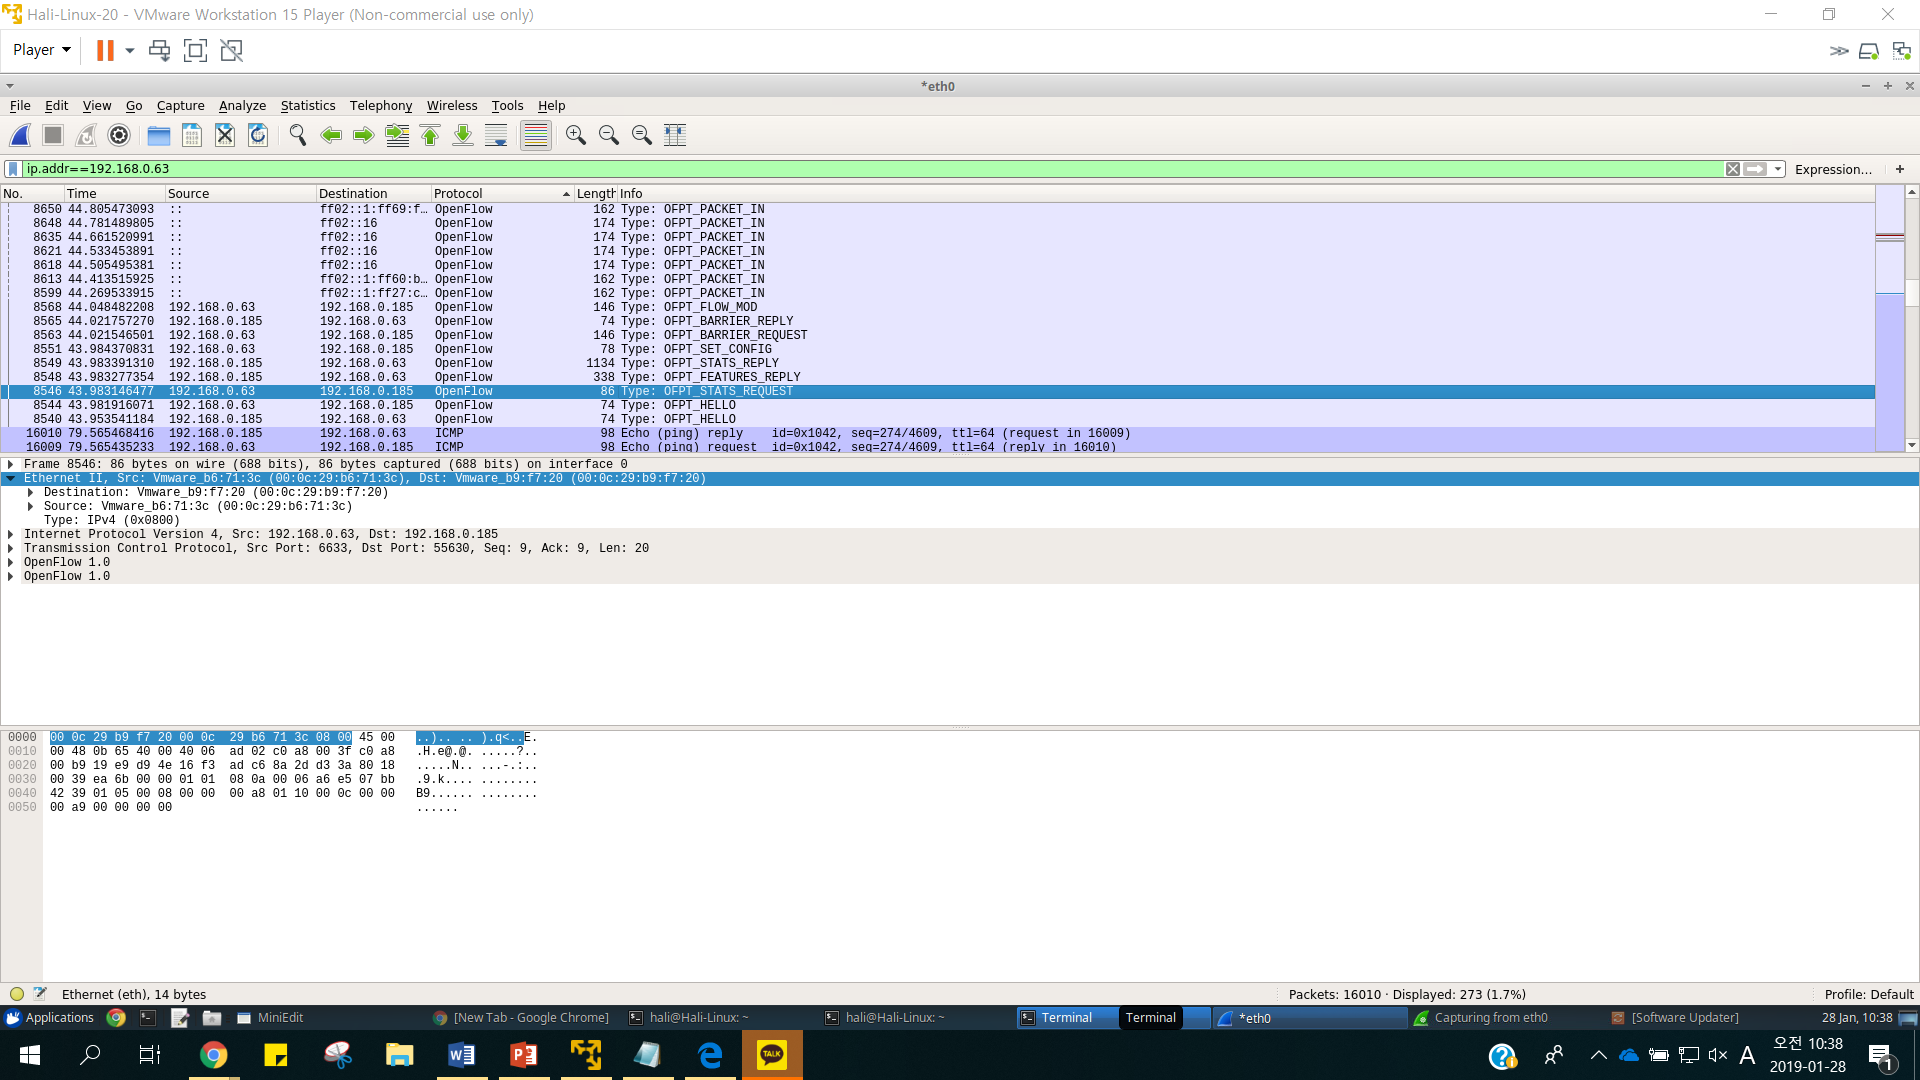 Hali-Linux-20 - VMware Workstation 15 Player (Non-commercial use only)
Player
*eth0
File Edit View Go Capture Analyze Statistics Telephony Wireless Tools Help
ip.addr==192.168.0.63
Expression...
No. Time Source Destination Protocol Length Info
8650 44.805473093 :: ff02::1:ff69:f… OpenFlow 162 Type: OFPT_PACKET_IN
8648 44.781489805 :: ff02::16 OpenFlow 174 Type: OFPT_PACKET_IN
8635 44.661520991 :: ff02::16 OpenFlow 174 Type: OFPT_PACKET_IN
8621 44.533453891 :: ff02::16 OpenFlow 174 Type: OFPT_PACKET_IN
8618 44.505495381 :: ff02::16 OpenFlow 174 Type: OFPT_PACKET_IN
8613 44.413515925 :: ff02::1:ff60:b… OpenFlow 162 Type: OFPT_PACKET_IN
8599 44.269533915 :: ff02::1:ff27:c… OpenFlow 162 Type: OFPT_PACKET_IN
8568 44.048482208 192.168.0.63 192.168.0.185 OpenFlow 146 Type: OFPT_FLOW_MOD
8565 44.021757270 192.168.0.185 192.168.0.63 OpenFlow 74 Type: OFPT_BARRIER_REPLY
8563 44.021546501 192.168.0.63 192.168.0.185 OpenFlow 146 Type: OFPT_BARRIER_REQUEST
8551 43.984370831 192.168.0.63 192.168.0.185 OpenFlow 78 Type: OFPT_SET_CONFIG
8549 43.983391310 192.168.0.185 192.168.0.63 OpenFlow 1134 Type: OFPT_STATS_REPLY
8548 43.983277354 192.168.0.185 192.168.0.63 OpenFlow 338 Type: OFPT_FEATURES_REPLY
8546 43.983146477 192.168.0.63 192.168.0.185 OpenFlow 86 Type: OFPT_STATS_REQUEST
8544 43.981916071 192.168.0.63 192.168.0.185 OpenFlow 74 Type: OFPT_HELLO
8540 43.953541184 192.168.0.185 192.168.0.63 OpenFlow 74 Type: OFPT_HELLO
16010 79.565468416 192.168.0.185 192.168.0.63 ICMP 98 Echo (ping) reply id=0x1042, seq=274/4609, ttl=64 (request in 16009)
16009 79.565435233 192.168.0.63 192.168.0.185 ICMP 98 Echo (ping) request id=0x1042, seq=274/4609, ttl=64 (reply in 16010)
Frame 8546: 86 bytes on wire (688 bits), 86 bytes captured (688 bits) on interface 0
Ethernet II, Src: Vmware_b6:71:3c (00:0c:29:b6:71:3c), Dst: Vmware_b9:f7:20 (00:0c:29:b9:f7:20)
Destination: Vmware_b9:f7:20 (00:0c:29:b9:f7:20)
Source: Vmware_b6:71:3c (00:0c:29:b6:71:3c)
Type: IPv4 (0x0800)
Internet Protocol Version 4, Src: 192.168.0.63, Dst: 192.168.0.185
Transmission Control Protocol, Src Port: 6633, Dst Port: 55630, Seq: 9, Ack: 9, Len: 20
OpenFlow 1.0
OpenFlow 1.0
0000 00 0c 29 b9 f7 20 00 0c 29 b6 71 3c 08 00 45 00 ..).. .. ).q<..E.
0010 00 48 0b 65 40 00 40 06 ad 02 c0 a8 00 3f c0 a8 .H.e@.@. .....?..
0020 00 b9 19 e9 d9 4e 16 f3 ad c6 8a 2d d3 3a 80 18 .....N.. ...-.:..
0030 00 39 ea 6b 00 00 01 01 08 0a 00 06 a6 e5 07 bb .9.k.... ........
0040 42 39 01 05 00 08 00 00 00 a8 01 10 00 0c 00 00 B9...... ........
0050 00 a9 00 00 00 00 ......
Ethernet (eth), 14 bytes
Packets: 16010 · Displayed: 273 (1.7%)
Profile: Default
Applications MiniEdit [New Tab - Google Chrome] hali@Hali-Linux: ~ hali@Hali-Linux: ~ Terminal Terminal *eth0 Capturing from eth0 [Software Updater] 28 Jan, 10:38
TALK
A
오전 10:38
2019-01-28
1